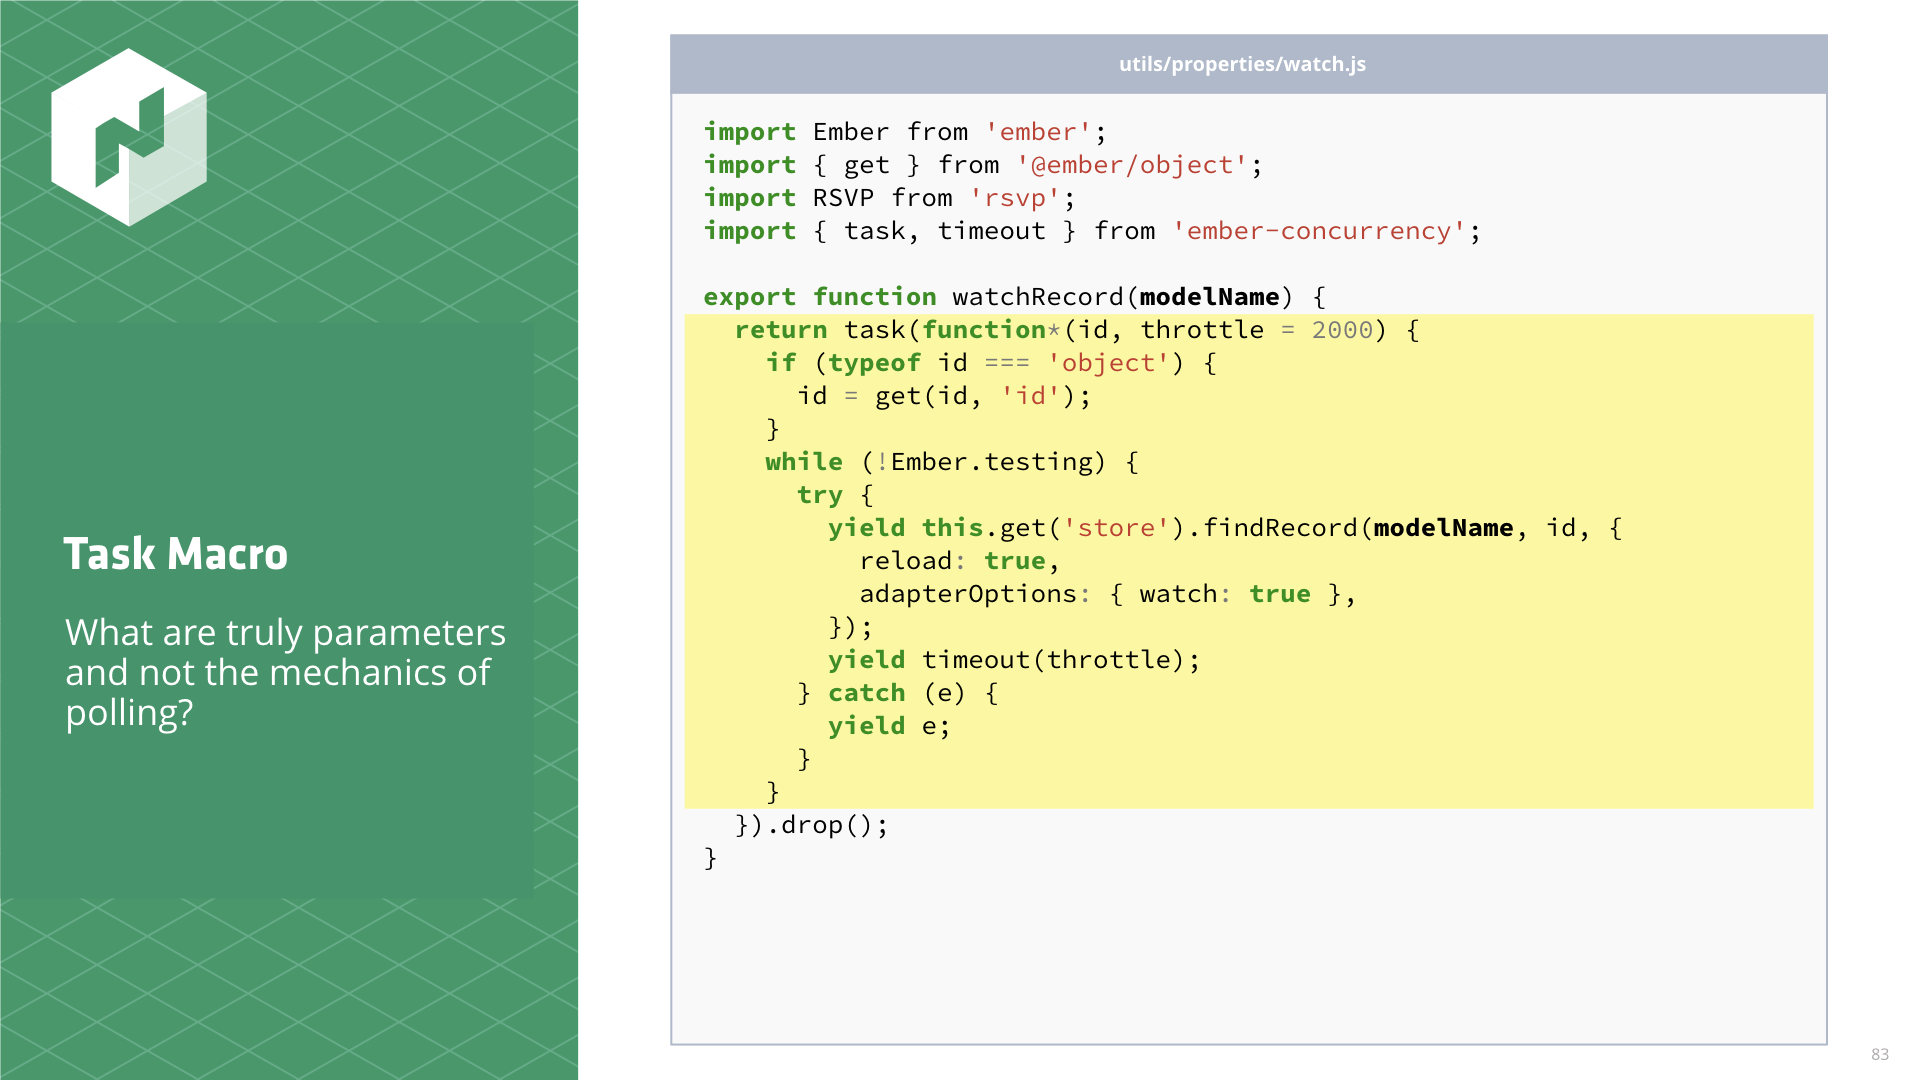 Task Macro
What are truly parameters
and not the mechanics of
polling?
utils/properties/watch.js
import Ember from 'ember';
import { get } from '@ember/object';
import RSVP from 'rsvp';
import { task, timeout } from 'ember-concurrency';

export function watchRecord(modelName) {
  return task(function*(id, throttle = 2000) {
    if (typeof id === 'object') {
      id = get(id, 'id');
    }
    while (!Ember.testing) {
      try {
        yield this.get('store').findRecord(modelName, id, {
          reload: true,
          adapterOptions: { watch: true },
        });
        yield timeout(throttle);
      } catch (e) {
        yield e;
      }
    }
  }).drop();
}
83